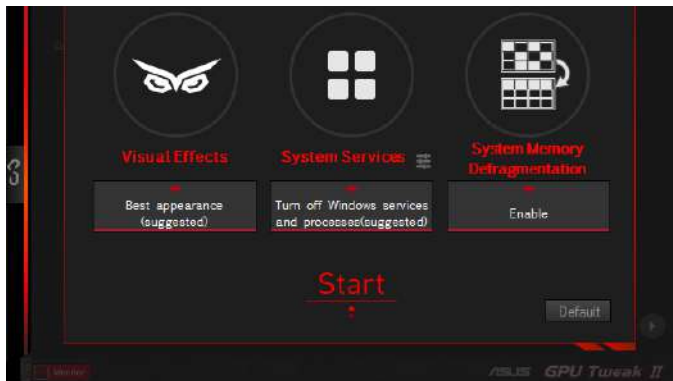 Visual Effects
System Services
System Memory
Defragmentation
Best appearance
(suggested)
Turn off Windows services
and processes(suggested)
Enable
Start
Default
Monitor
ASUS GPU Tweak II